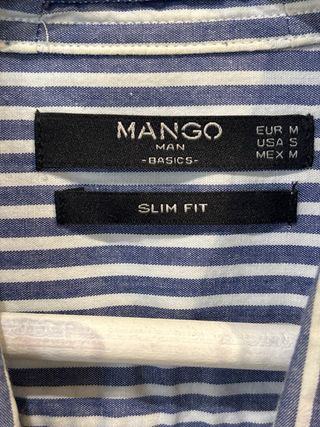 MANGO
MAN
-BASICS-
EUR M
USA S
MEX M
SLIM FIT